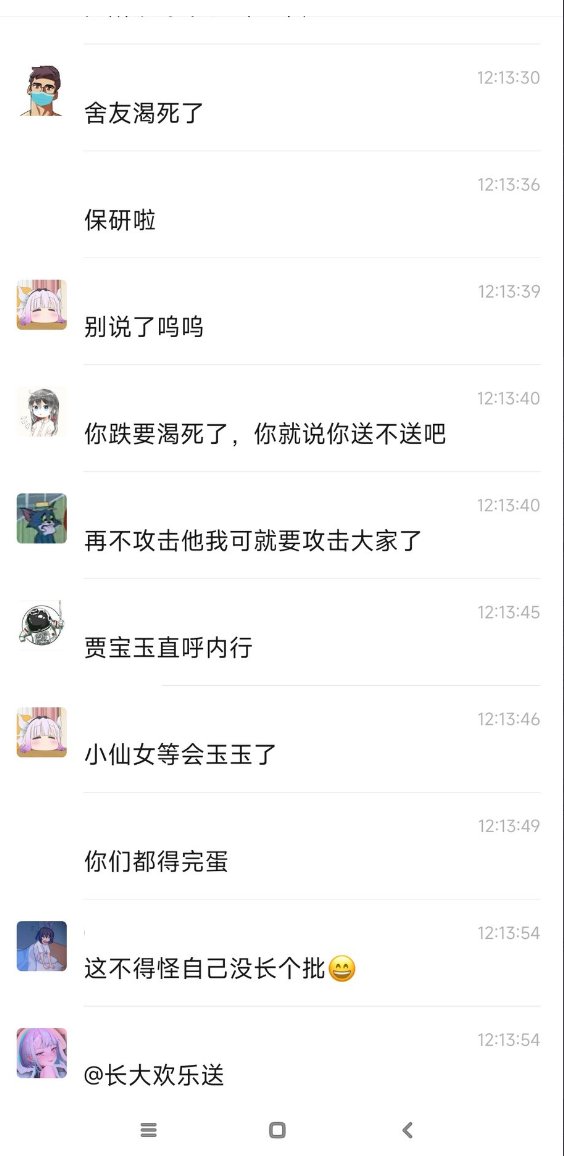 12:13:30
舍友渴死了
12:13:36
保研啦
12:13:39
别说了呜呜
12:13:40
你跌要渴死了，你就说你送不送吧
12:13:40
再不攻击他我可就要攻击大家了
12:13:45
贾宝玉直呼内行
12:13:46
小仙女等会玉玉了
12:13:49
你们都得完蛋
12:13:54
这不得怪自己没长个批😄
12:13:54
@长大欢乐送